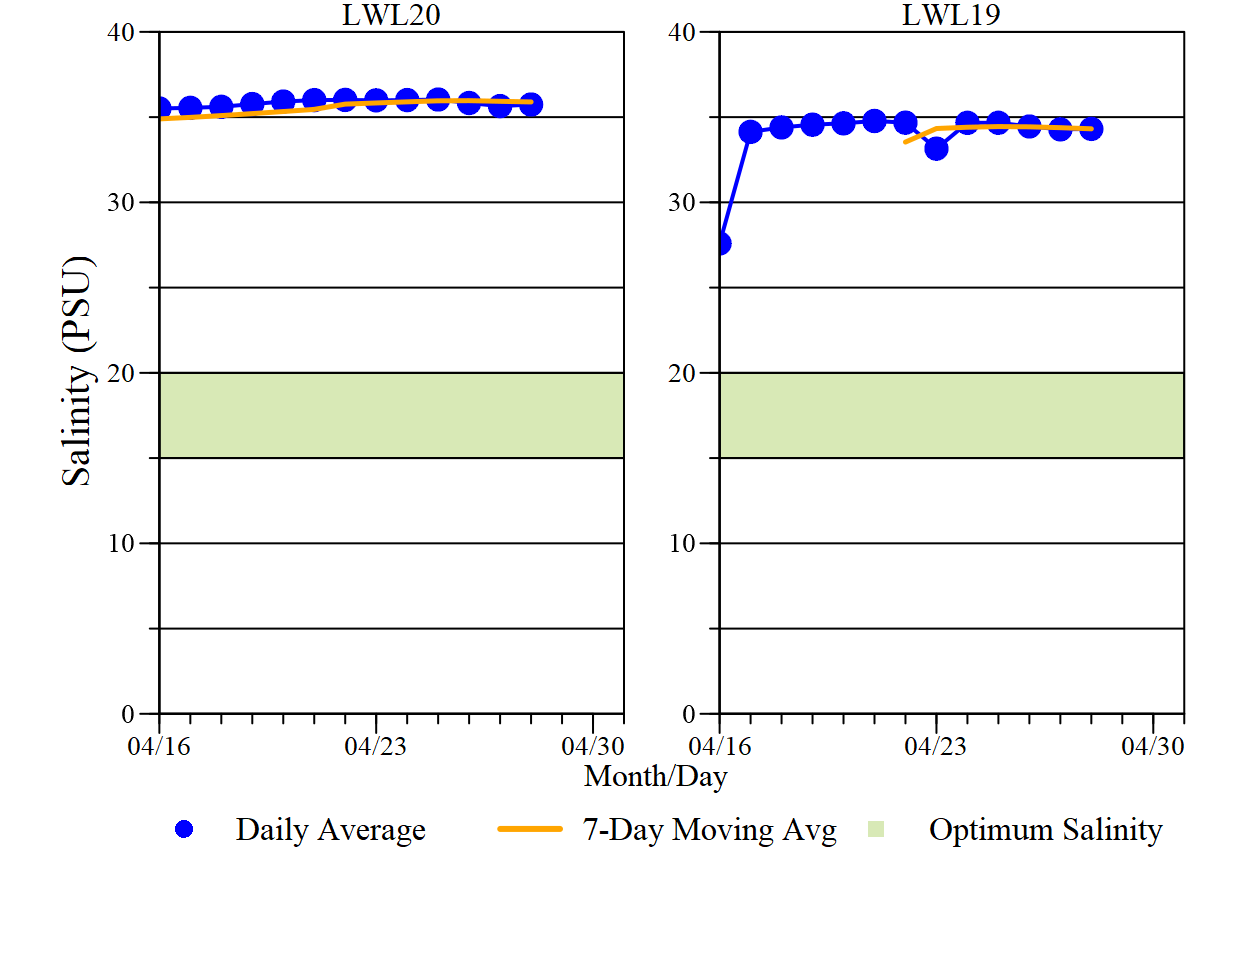 LWL20 LWL19
40 40
30 30
20 20
10 10
0 0
Salinity (PSU)
04/16 04/23 04/30 04/16 04/23 04/30
Month/Day
Daily Average 7-Day Moving Avg Optimum Salinity